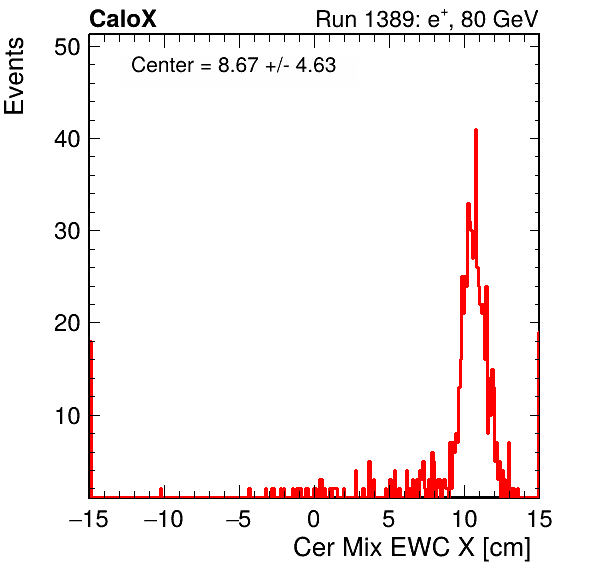 CaloX Run 1389: e⁺, 80 GeV
Events
Center = 8.67 +/- 4.63
50
40
30
20
10
−15 −10 −5 0 5 10 15
Cer Mix EWC X [cm]